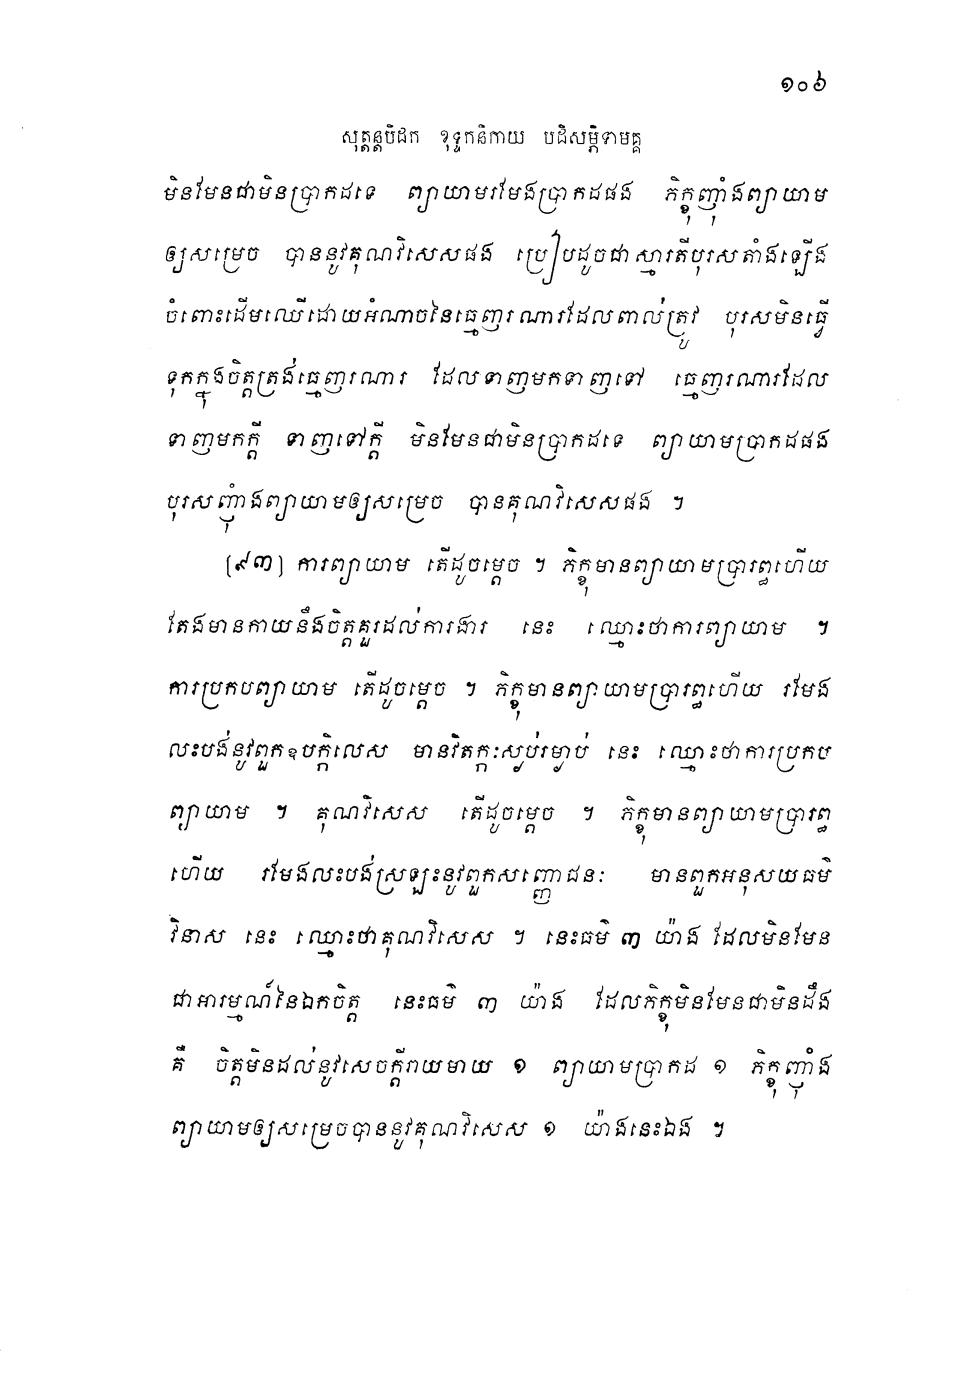 ១០៦
សុត្តន្តបិដក ខុទ្ទកនិកាយ បដិសម្ភិទាមគ្គ
មិនមែនជាមិនប្រាកដទេ ព្យាយាមរមែងប្រាកដផង ភិក្ខុញ៉ាំងព្យាយាម
ឲ្យសម្រេច បាននូវគុណវិសេសផង ប្រៀបដូចជាស្មារតីបុរសតាំងឡើង
ចំពោះដើមឈើដោយអំណាចនៃធ្មេញរណារដែលពាល់ត្រូវ បុរសមិនធ្វើ
ទុកក្នុងចិត្តត្រង់ធ្មេញរណារ ដែលទាញមកទាញទៅ ធ្មេញរណារដែល
ទាញមកក្តី ទាញទៅក្តី មិនមែនជាមិនប្រាកដទេ ព្យាយាមប្រាកដផង
បុរសញុំាងព្យាយាមឲ្យសម្រេច បានគុណវិសេសផង ។
[៩៣] ការព្យាយាម តើដូចម្តេច ។ ភិក្ខុមានព្យាយាមប្រារព្ធហើយ
តែងមានកាយនឹងចិត្តគួរដល់ការងារ នេះ ឈ្មោះថាការព្យាយាម ។
ការប្រកបព្យាយាម តើដូចម្តេច ។ ភិក្ខុមានព្យាយាមប្រារព្ធហើយ រមែង
លះបង់នូវពួកឧបក្កិលេស មានវិតក្កៈស្ងប់រម្ងាប់ នេះ ឈ្មោះថាការប្រកប
ព្យាយាម ។ គុណវិសេស តើដូចម្តេច ។ ភិក្ខុមានព្យាយាមប្រារព្ធ
ហើយ រមែងលះបង់ស្រឡះនូវពួកសញ្ញោជនៈ មានពួកអនុសយធម៌
វិនាស នេះ ឈ្មោះថាគុណវិសេស ។ នេះធម៌ ៣ យ៉ាង ដែលមិនមែន
ជាអារម្មណ៍នៃឯកចិត្ត នេះធម៌ ៣ យ៉ាង ដែលភិក្ខុមិនមែនជាមិនដឹង
គឺ ចិត្តមិនដល់នូវសេចក្តីរាយមាយ ១ ព្យាយាមប្រាកដ ១ ភិក្ខុញុំាង
ព្យាយាមឲ្យសម្រេចបាននូវគុណវិសេស ១ យ៉ាងនេះឯង ។